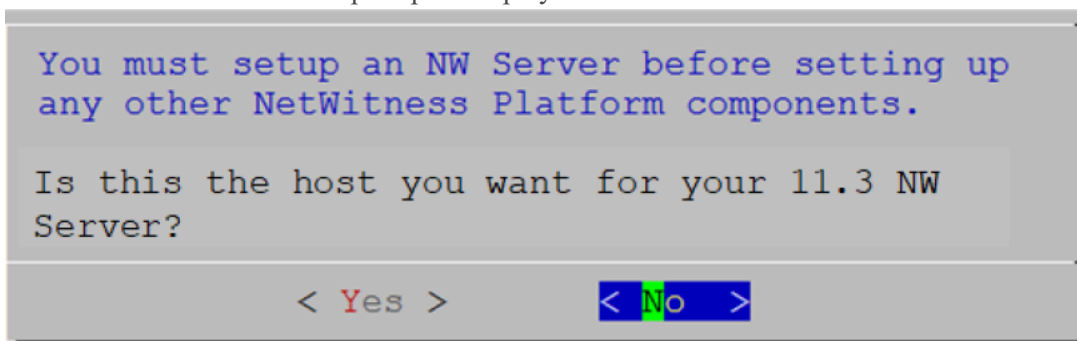 You must setup an NW Server before setting up
any other NetWitness Platform components.
Is this the host you want for your 11.3 NW
Server?
< Yes > < No >